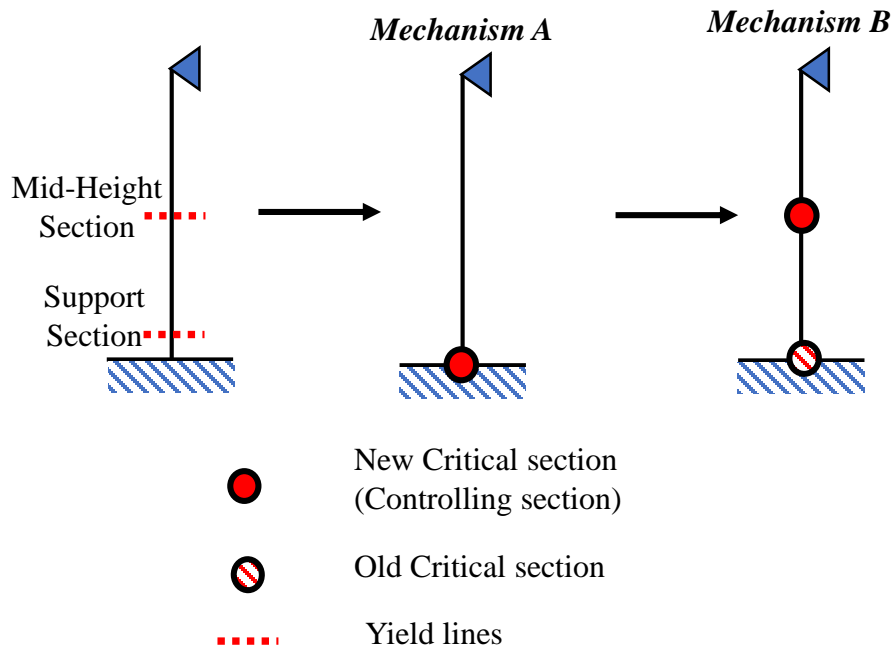 Mechanism A
Mechanism B
Mid-Height
Section
Support
Section
New Critical section
(Controlling section)
Old Critical section
Yield lines